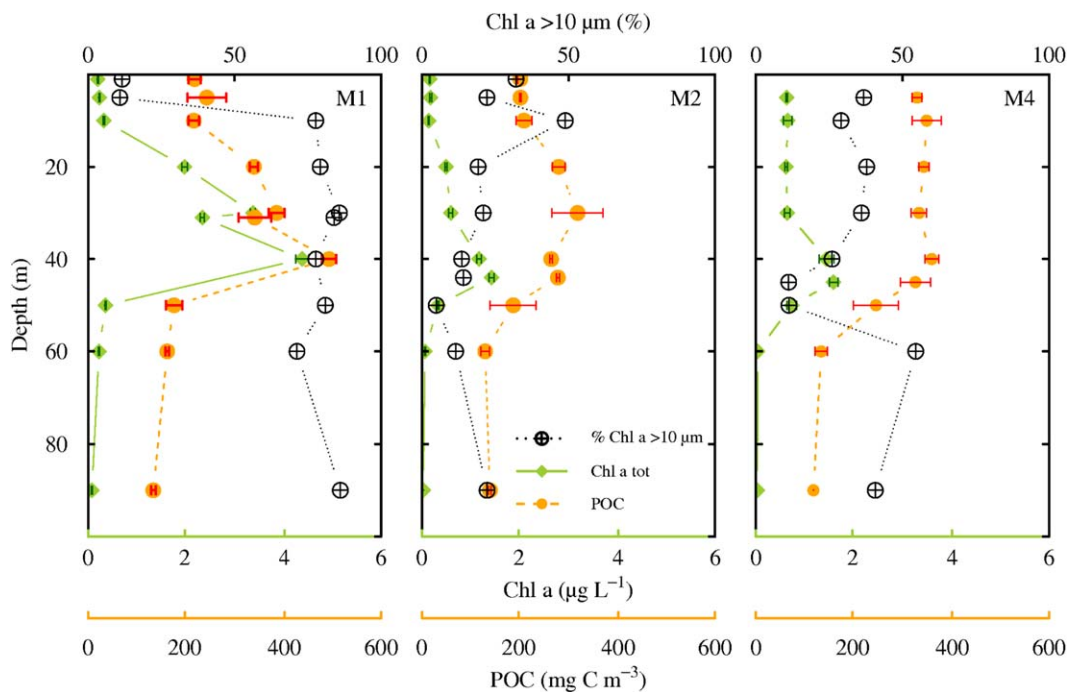 Chl a >10 µm (%)
0 50 100 0 50 100 0 50 100
M1 M2 M4
Depth (m)
20
40
60
80
% Chl a >10 µm
Chl a tot
POC
0 2 4 6 0 2 4 6 0 2 4 6
Chl a (µg L⁻¹)
0 200 400 600 0 200 400 600 0 200 400 600
POC (mg C m⁻³)